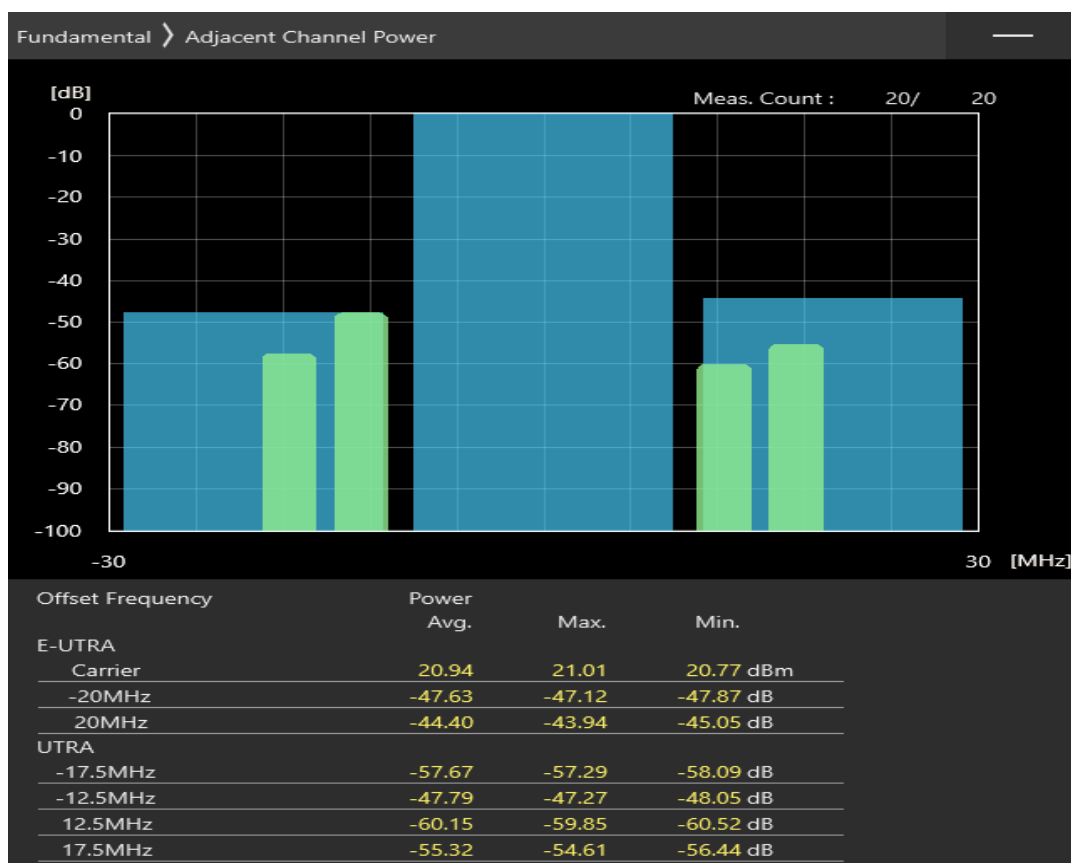 Fundamental ❯ Adjacent Channel Power
[dB]
Meas. Count : 20/ 20
0
-10
-20
-30
-40
-50
-60
-70
-80
-90
-100
-30 30 [MHz]
Offset Frequency Power
Avg. Max. Min.
E-UTRA
Carrier 20.94 21.01 20.77 dBm
-20MHz -47.63 -47.12 -47.87 dB
20MHz -44.40 -43.94 -45.05 dB
UTRA
-17.5MHz -57.67 -57.29 -58.09 dB
-12.5MHz -47.79 -47.27 -48.05 dB
12.5MHz -60.15 -59.85 -60.52 dB
17.5MHz -55.32 -54.61 -56.44 dB